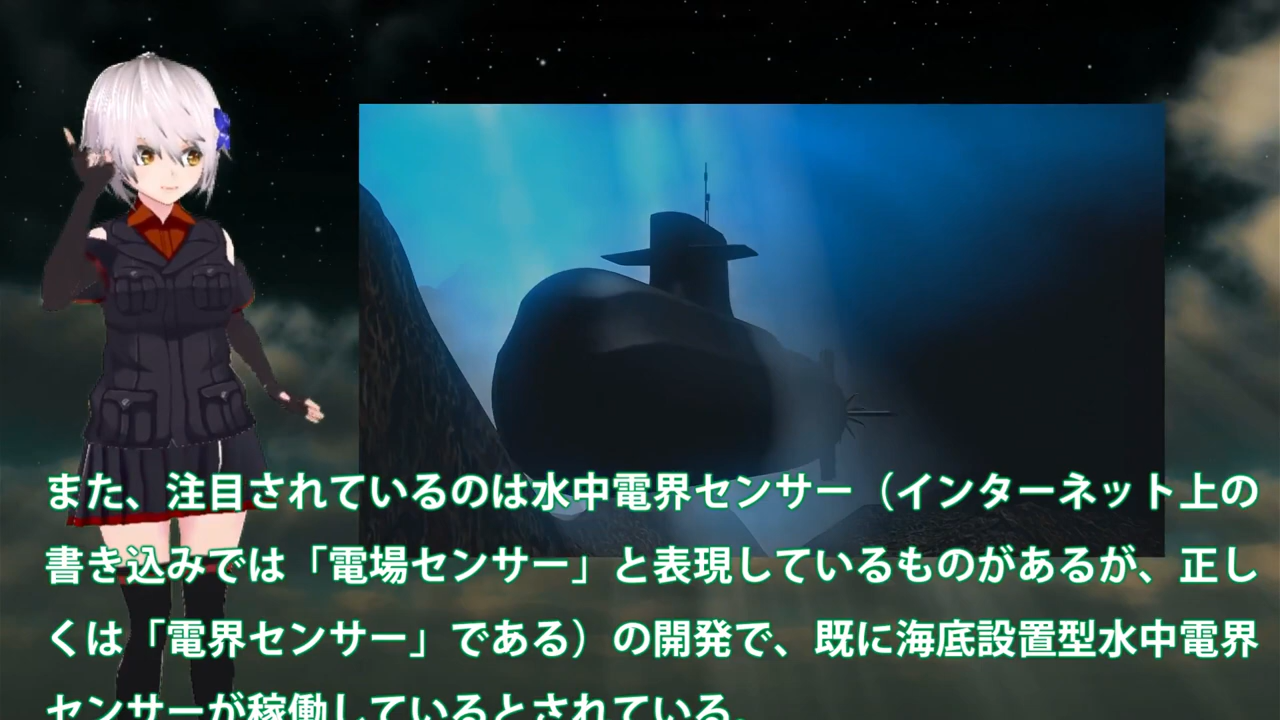 また、注目されているのは水中電界センサー（インターネット上の
書き込みでは「電場センサー」と表現しているものがあるが、正し
くは「電界センサー」である）の開発で、既に海底設置型水中電界
センサーが稼働しているとされている。